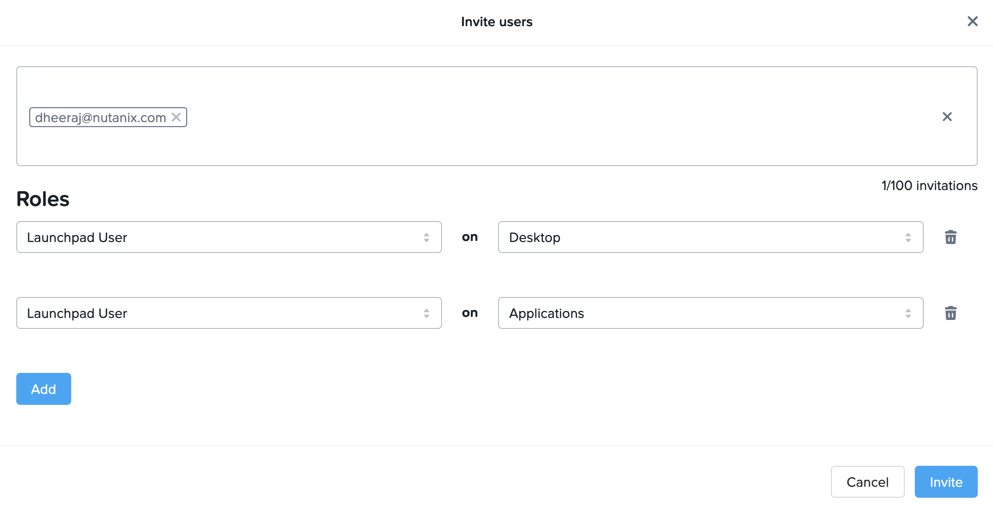 Invite users
dheeraj@nutanix.com
1/100 invitations
Roles
Launchpad User on Desktop
Launchpad User on Applications
Add
Cancel Invite